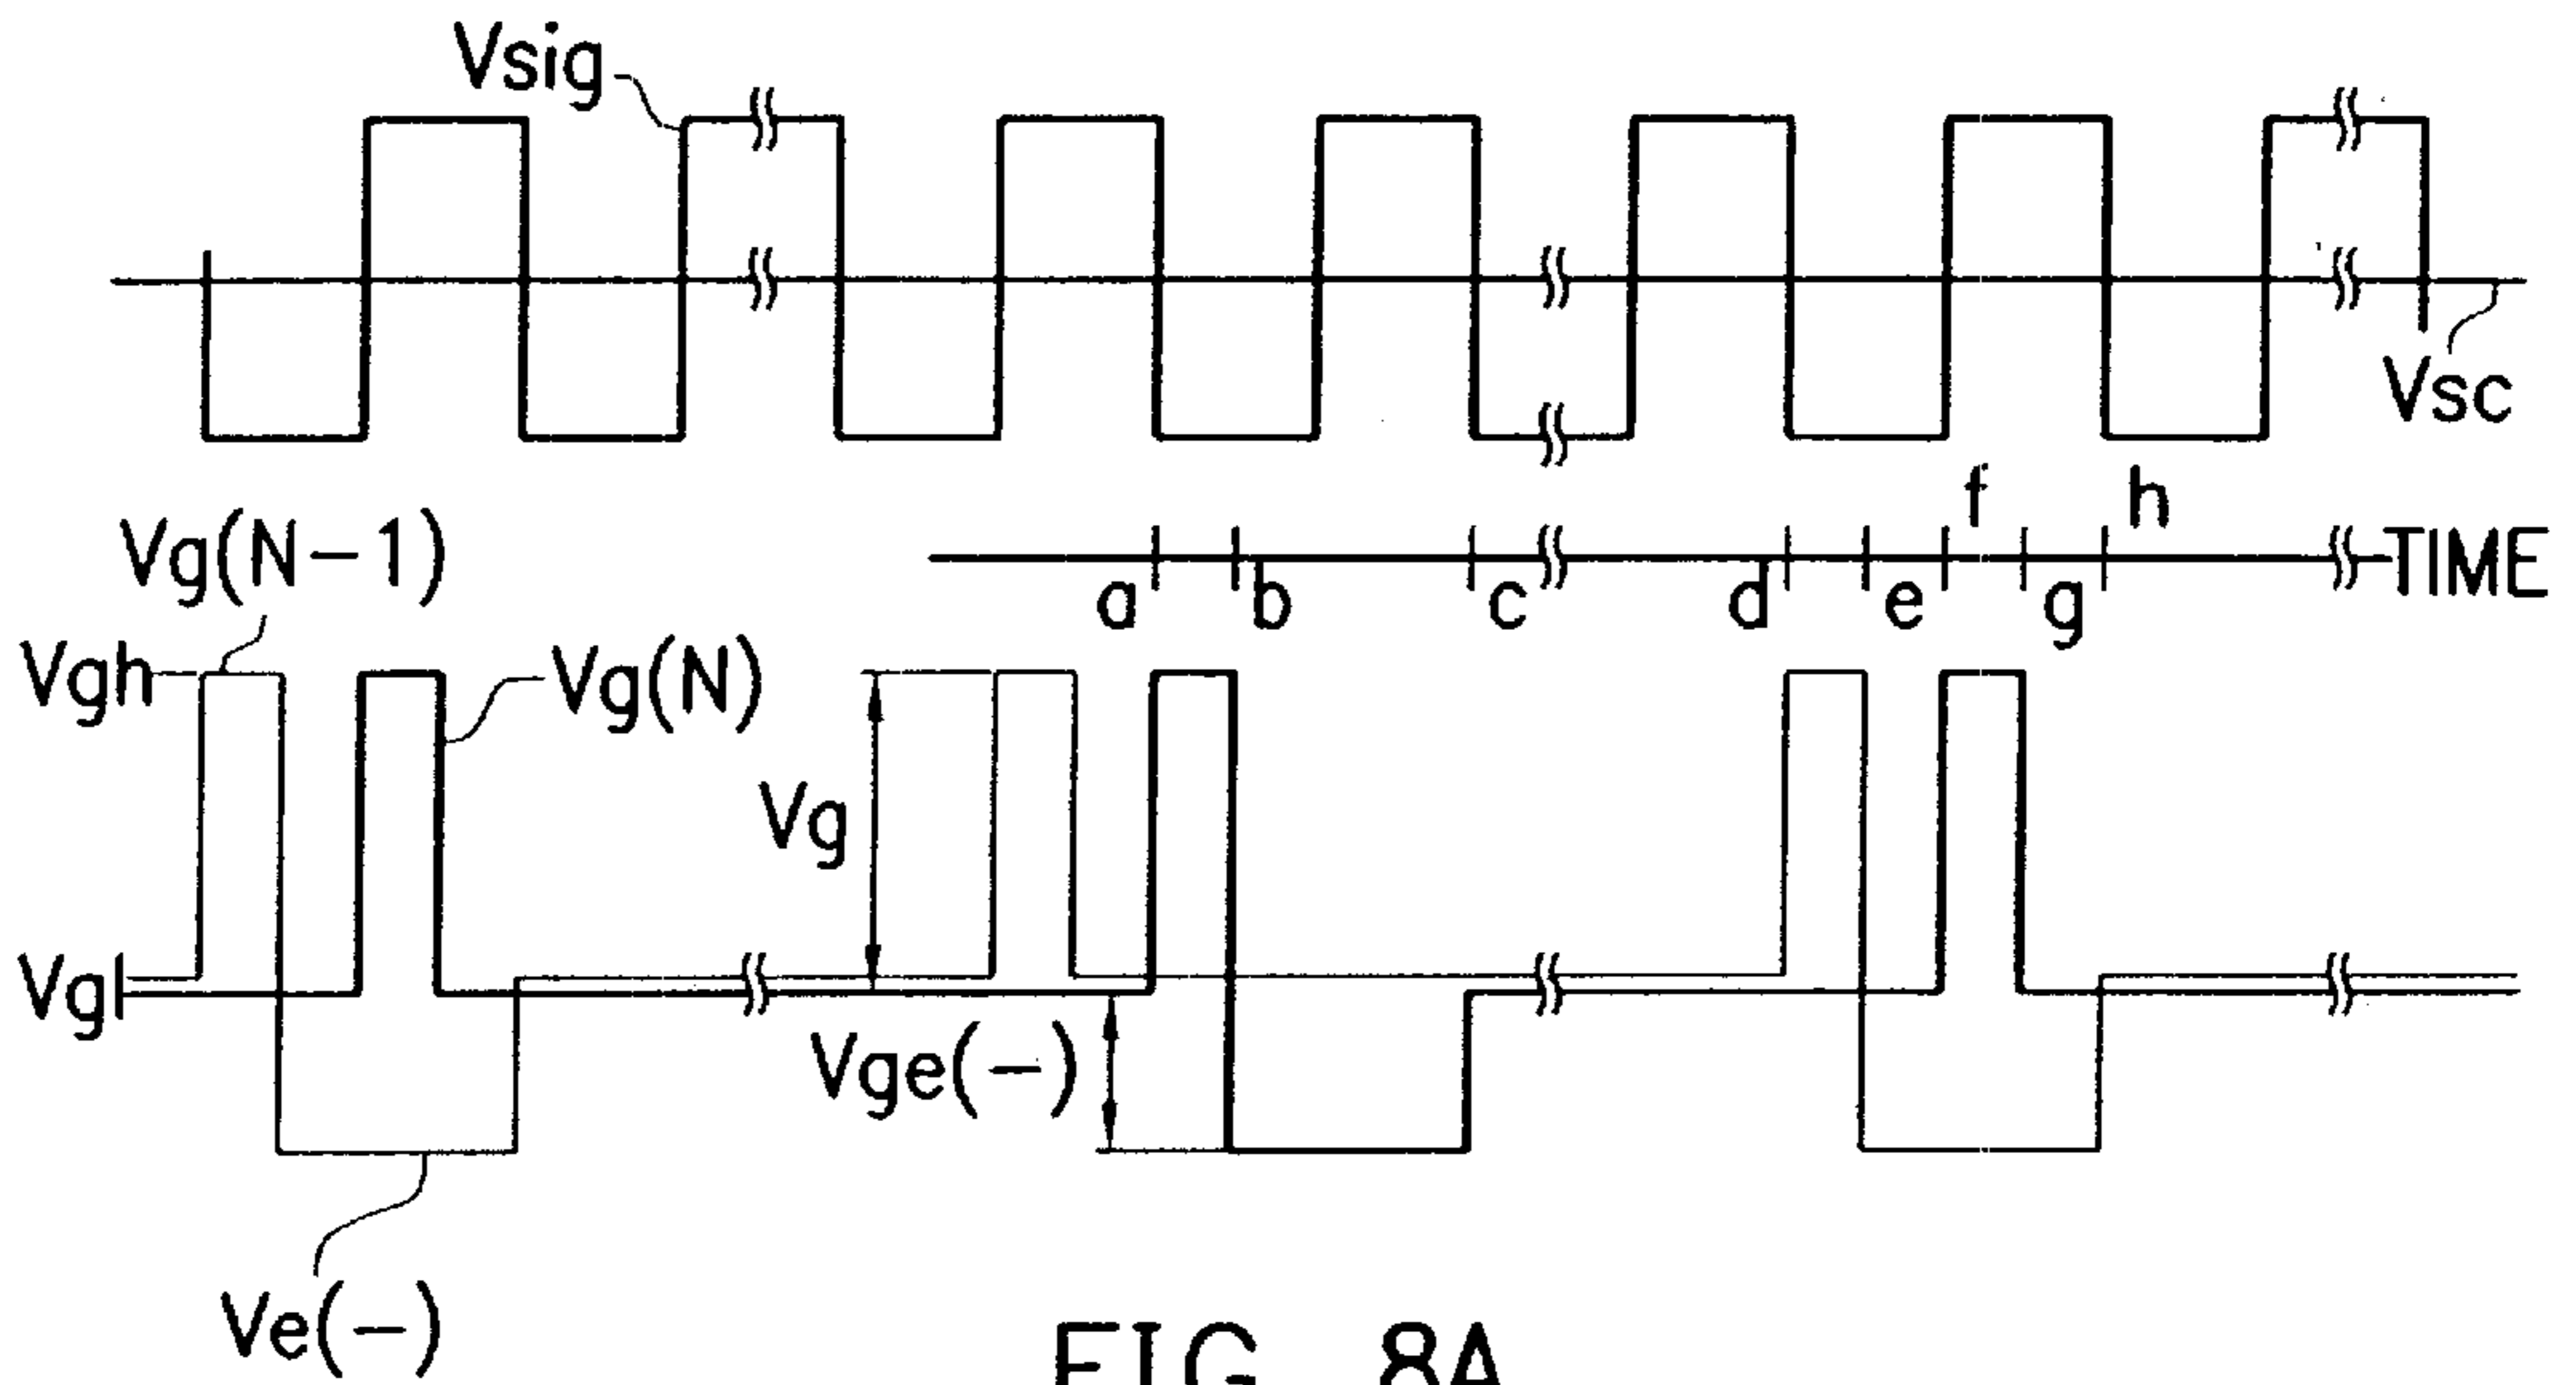 Vsig
Vsc
f h
Vg(N-1)
TIME
a b c d e g
Vgh
Vg(N)
Vg
Vgl
Vge(-)
Ve(-)
FIG. 8A